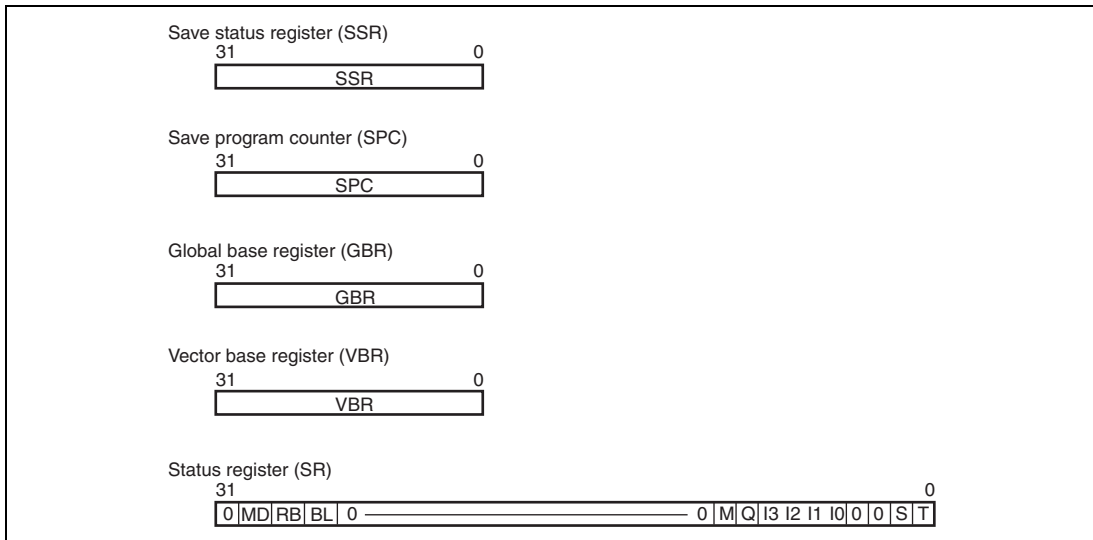 Save status register (SSR)
31 0
SSR
Save program counter (SPC)
31 0
SPC
Global base register (GBR)
31 0
GBR
Vector base register (VBR)
31 0
VBR
Status register (SR)
31 0
0 MD RB BL 0 0 M Q I3 I2 I1 I0 0 0 S T